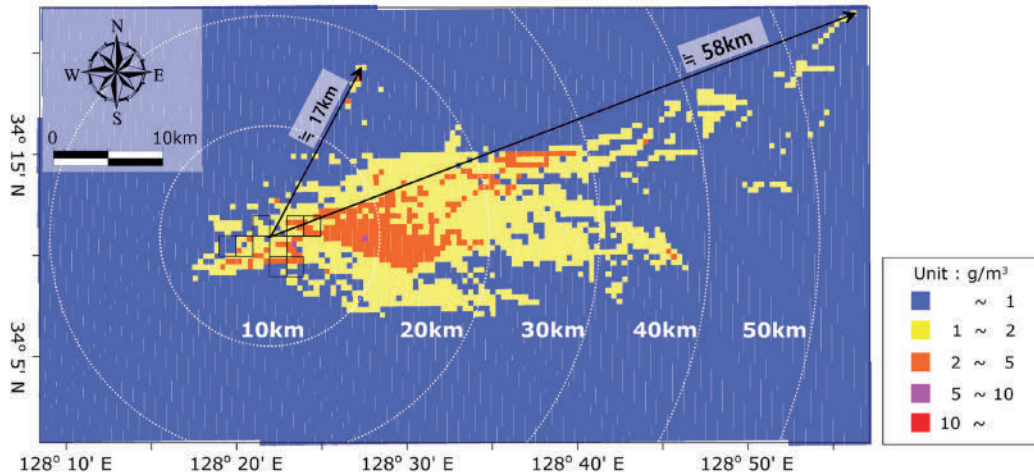 N
W E
S
0 10km
≒ 17km
≒ 58km
34° 15' N
34° 5' N
10km 20km 30km 40km 50km
128° 10' E 128° 20' E 128° 30' E 128° 40' E 128° 50' E
Unit : g/m³
~ 1
1 ~ 2
2 ~ 5
5 ~ 10
10 ~